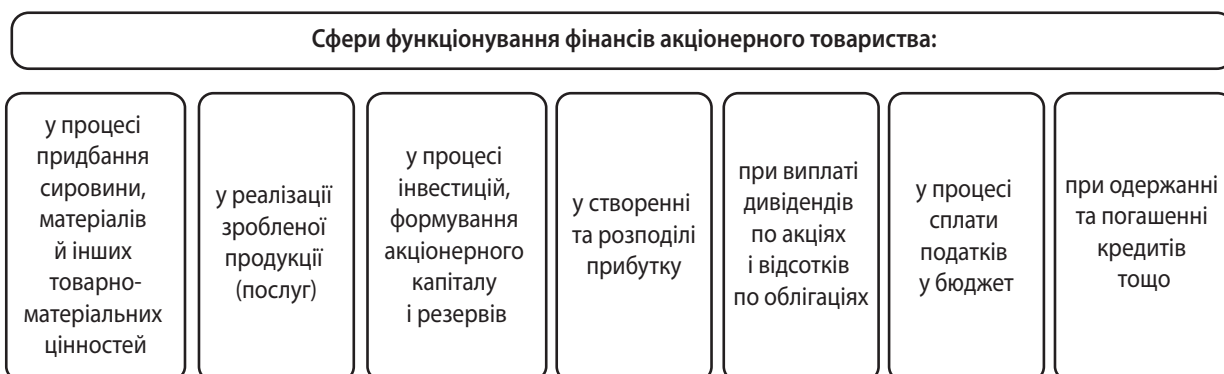 Сфери функціонування фінансів акціонерного товариства:
у процесі
придбання
сировини,
матеріалів
й інших
товарно-
матеріальних
цінностей
у реалізації
зробленої
продукції
(послуг)
у процесі
інвестицій,
формування
акціонерного
капіталу
і резервів
у створенні
та розподілі
прибутку
при виплаті
дивідендів
по акціях
і відсотків
по облігаціях
у процесі
сплати
податків
у бюджет
при одержанні
та погашенні
кредитів
тощо